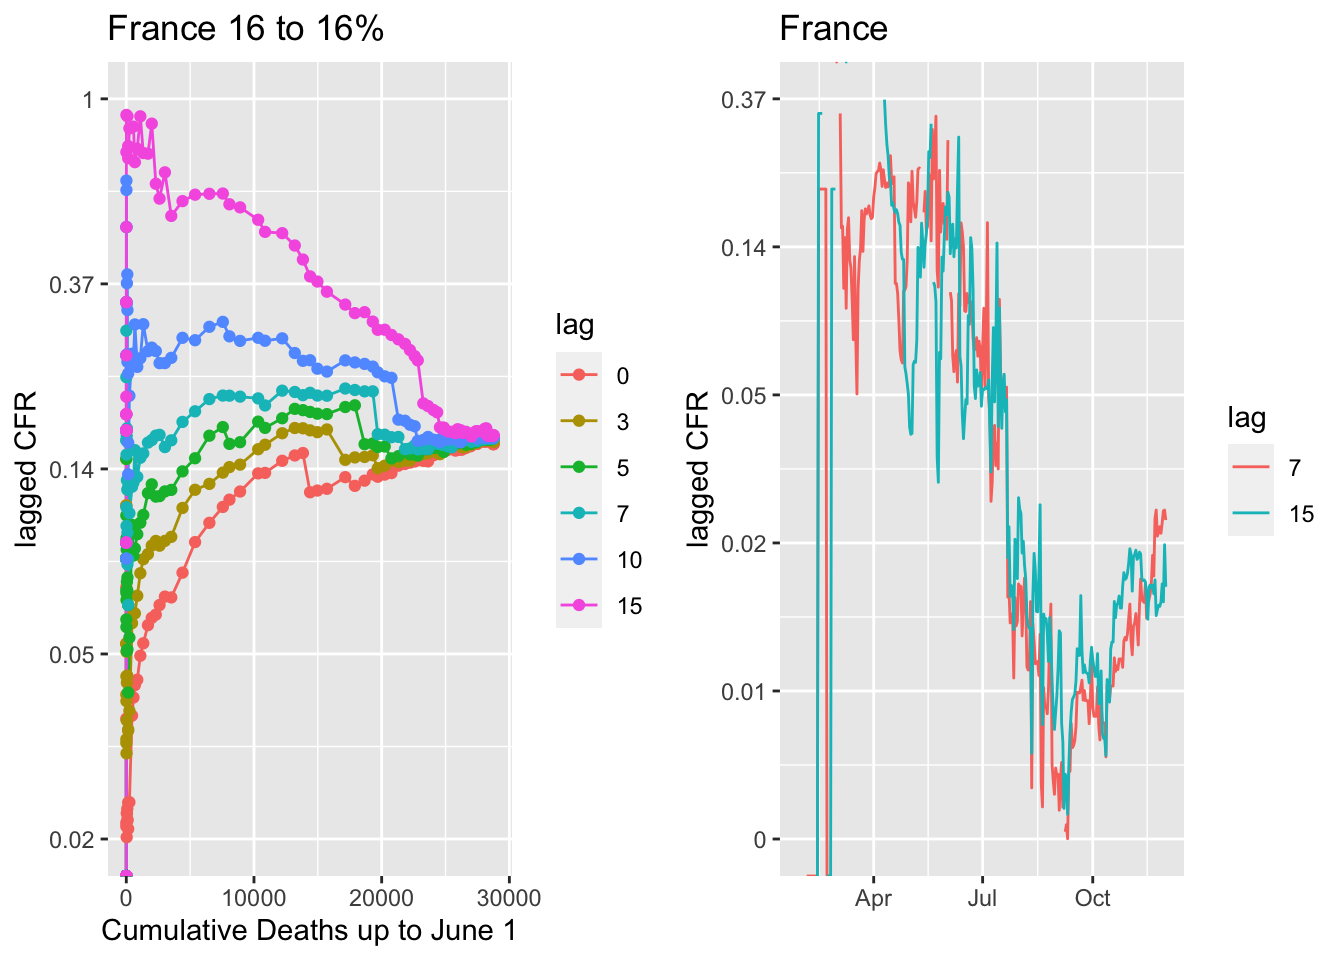 France 16 to 16%
1
0.37
0.14
0.05
0.02
lagged CFR
0
10000
20000
30000
Cumulative Deaths up to June 1
lag
0
3
5
7
10
15
France
0.37
0.14
0.05
0.02
0.01
0
lagged CFR
Apr
Jul
Oct
lag
7
15